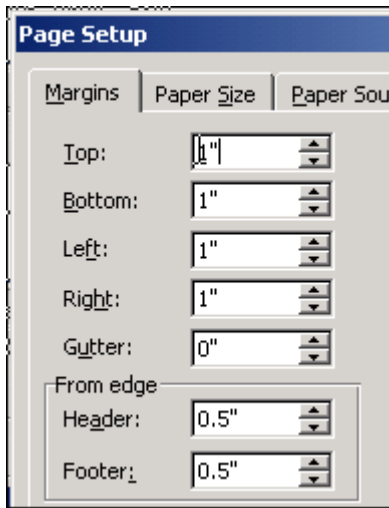 Page Setup
Margins Paper Size Paper Sou
Top: 1"
Bottom: 1"
Left: 1"
Right: 1"
Gutter: 0"
From edge
Header: 0.5"
Footer: 0.5"